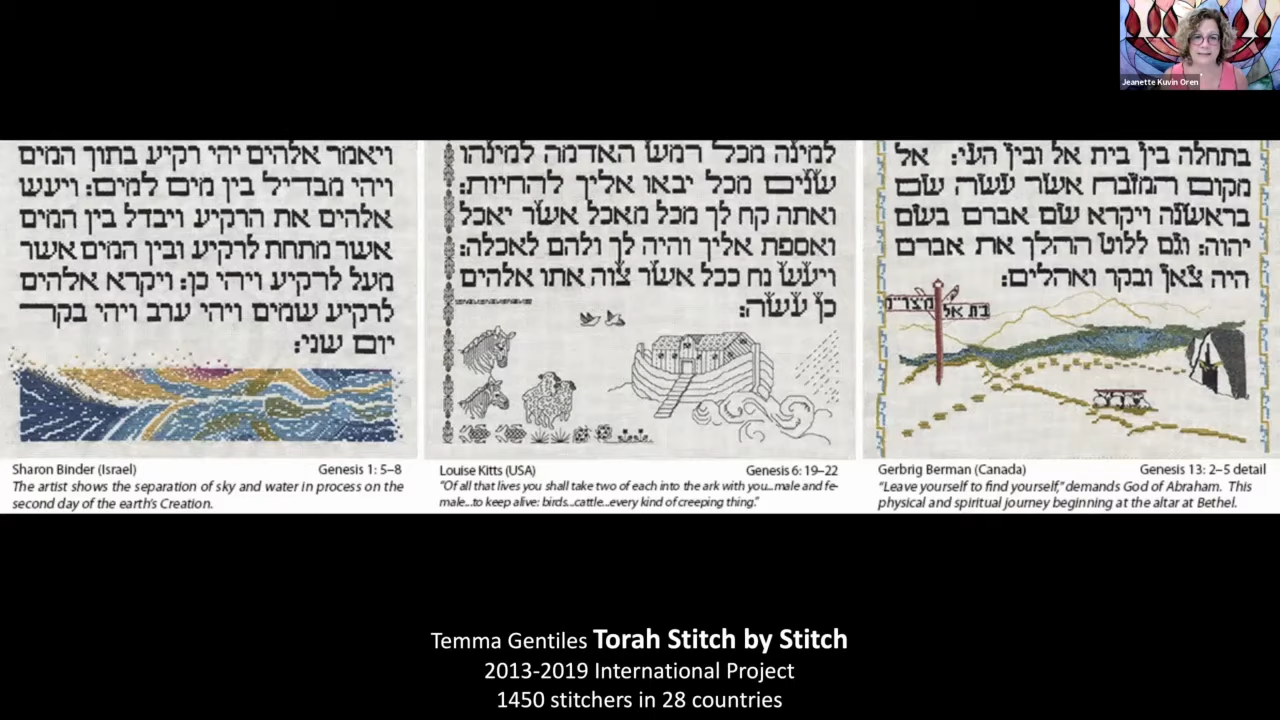 Jeanette Kuvin Oren
ויאמר אלהים יהי רקיע בתוך המים
ויהי מבדיל בין מים למים: ויעש
אלהים את הרקיע ויבדל בין המים
אשר מתחת לרקיע ובין המים אשר
מעל לרקיע ויהי כן: ויקרא אלהים
לרקיע שמים ויהי ערב ויהי בקר
יום שני:
Sharon Binder (Israel) Genesis 1: 5–8
The artist shows the separation of sky and water in process on the
second day of the earth's Creation.
למינה מכל רמש האדמה למינהו
שנים מכל יבאו אליך להחיות:
ואתה קח לך מכל מאכל אשר יאכל
ואספת אליך והיה לך ולהם לאכלה:
ויעש נח ככל אשר צוה אתו אלהים
כן עשה:
Louise Kitts (USA) Genesis 6: 19–22
"Of all that lives you shall take two of each into the ark with you...male and fe-
male...to keep alive: birds...cattle...every kind of creeping thing."
בתחלה בין בית אל ובין העי: אל
מקום המזבח אשר עשה שם
בראשנה ויקרא שם אברם בשם
יהוה: וגם ללוט ההלך את אברם
היה צאן ובקר ואהלים:
מצרים
בית אל
Gerbrig Berman (Canada) Genesis 13: 2–5 detail
"Leave yourself to find yourself," demands God of Abraham. This
physical and spiritual journey beginning at the altar at Bethel.
Temma Gentiles Torah Stitch by Stitch
2013-2019 International Project
1450 stitchers in 28 countries